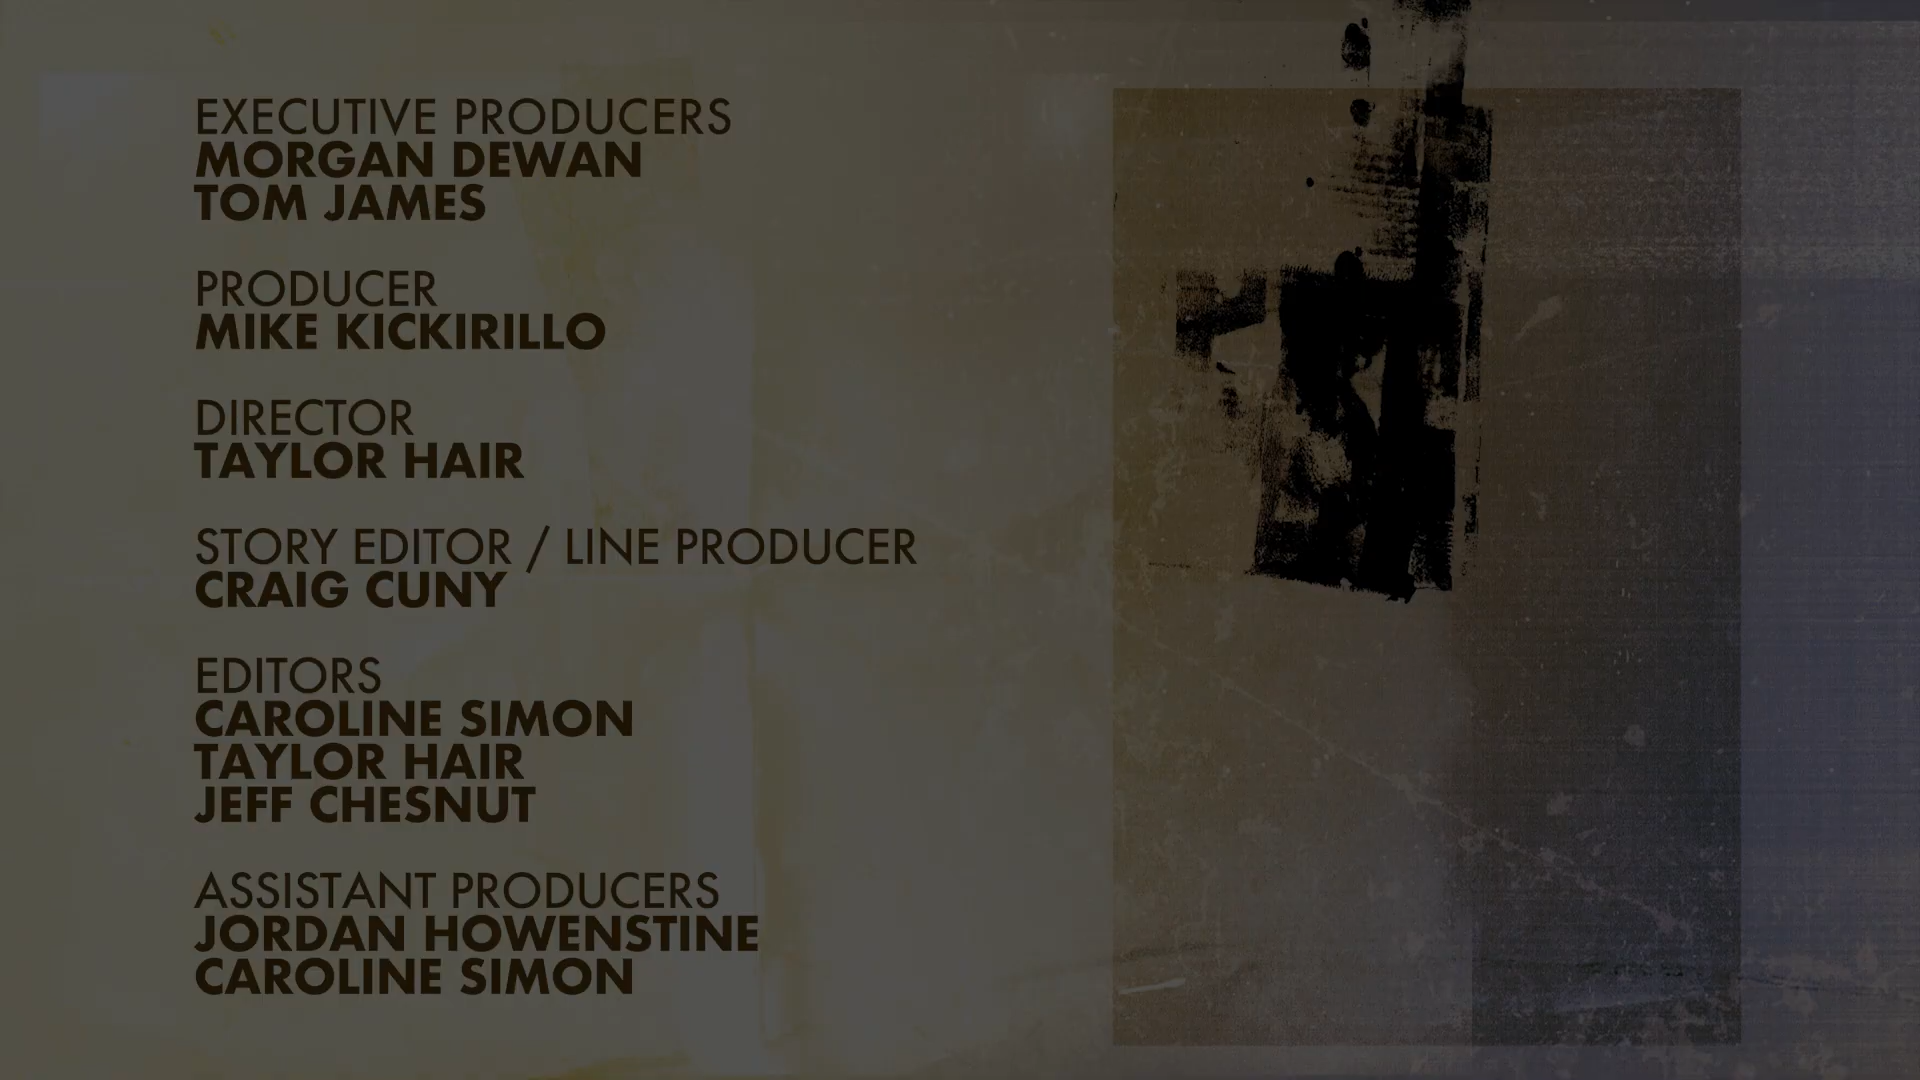 EXECUTIVE PRODUCERS
MORGAN DEWAN
TOM JAMES
PRODUCER
MIKE KICKIRILLO
DIRECTOR
TAYLOR HAIR
STORY EDITOR / LINE PRODUCER
CRAIG CUNY
EDITORS
CAROLINE SIMON
TAYLOR HAIR
JEFF CHESNUT
ASSISTANT PRODUCERS
JORDAN HOWENSTINE
CAROLINE SIMON